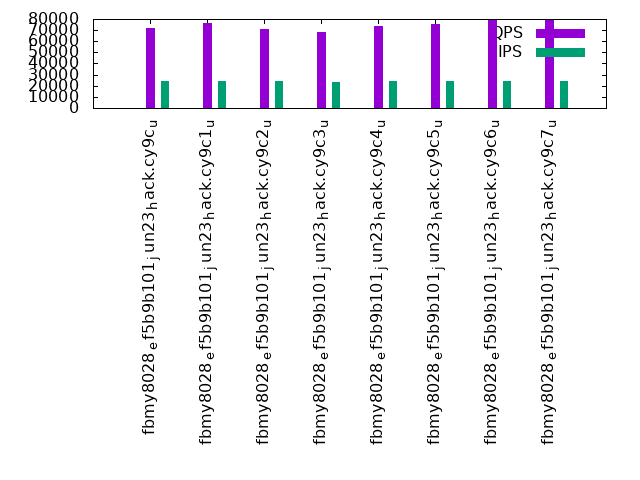 80000
70000
60000
50000
40000
30000
20000
10000
0
QPS
IPS
fbmy8028ef5b9b101jun23hack.cy9cu
fbmy8028ef5b9b101jun23hack.cy9c1u
fbmy8028ef5b9b101jun23hack.cy9c2u
fbmy8028ef5b9b101jun23hack.cy9c3u
fbmy8028ef5b9b101jun23hack.cy9c4u
fbmy8028ef5b9b101jun23hack.cy9c5u
fbmy8028ef5b9b101jun23hack.cy9c6u
fbmy8028ef5b9b101jun23hack.cy9c7u